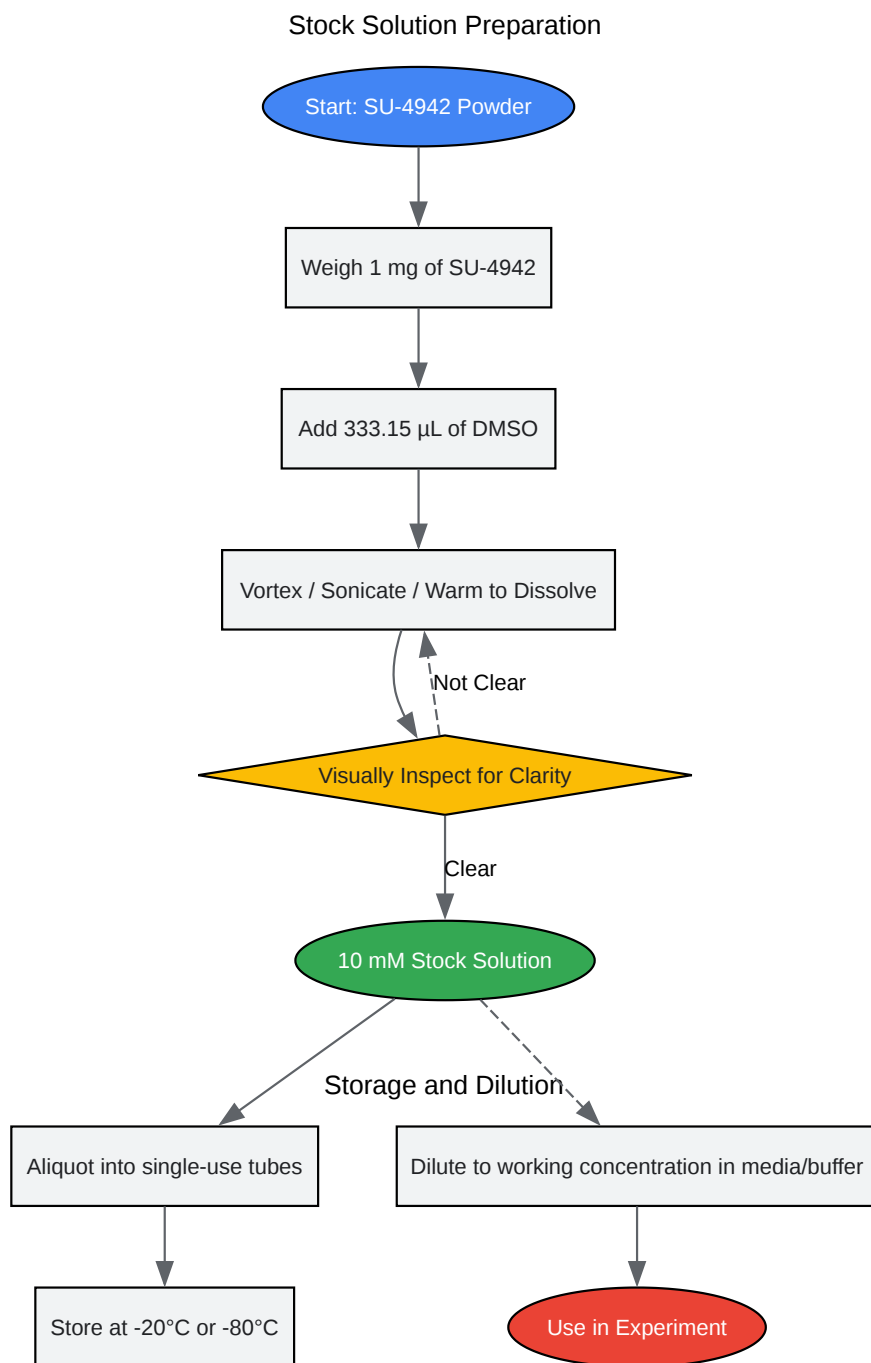 Stock Solution Preparation
Start: SU-4942 Powder
Weigh 1 mg of SU-4942
Add 333.15 µL of DMSO
Vortex / Sonicate / Warm to Dissolve
Not Clear
Visually Inspect for Clarity
Clear
10 mM Stock Solution
Storage and Dilution
Aliquot into single-use tubes
Dilute to working concentration in media/buffer
Store at -20°C or -80°C
Use in Experiment